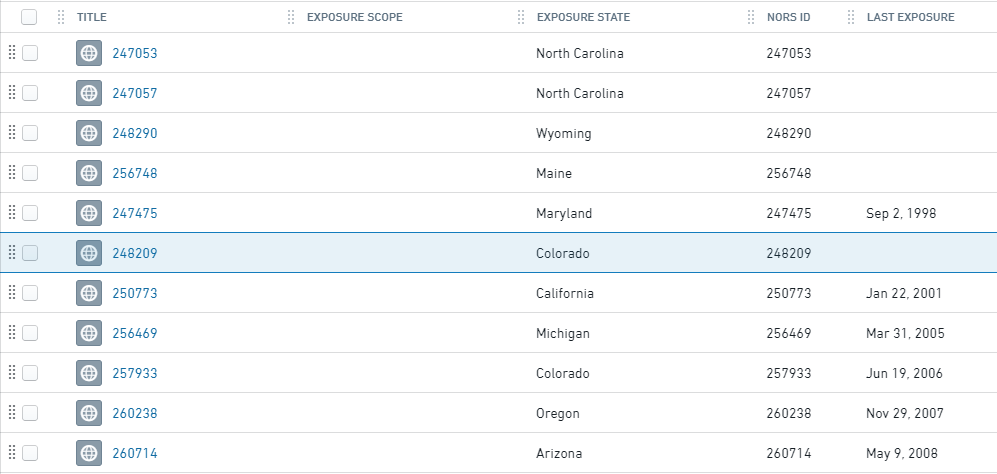 TITLE EXPOSURE SCOPE EXPOSURE STATE NORS ID LAST EXPOSURE
247053 North Carolina 247053
247057 North Carolina 247057
248290 Wyoming 248290
256748 Maine 256748
247475 Maryland 247475 Sep 2, 1998
248209 Colorado 248209
250773 California 250773 Jan 22, 2001
256469 Michigan 256469 Mar 31, 2005
257933 Colorado 257933 Jun 19, 2006
260238 Oregon 260238 Nov 29, 2007
260714 Arizona 260714 May 9, 2008